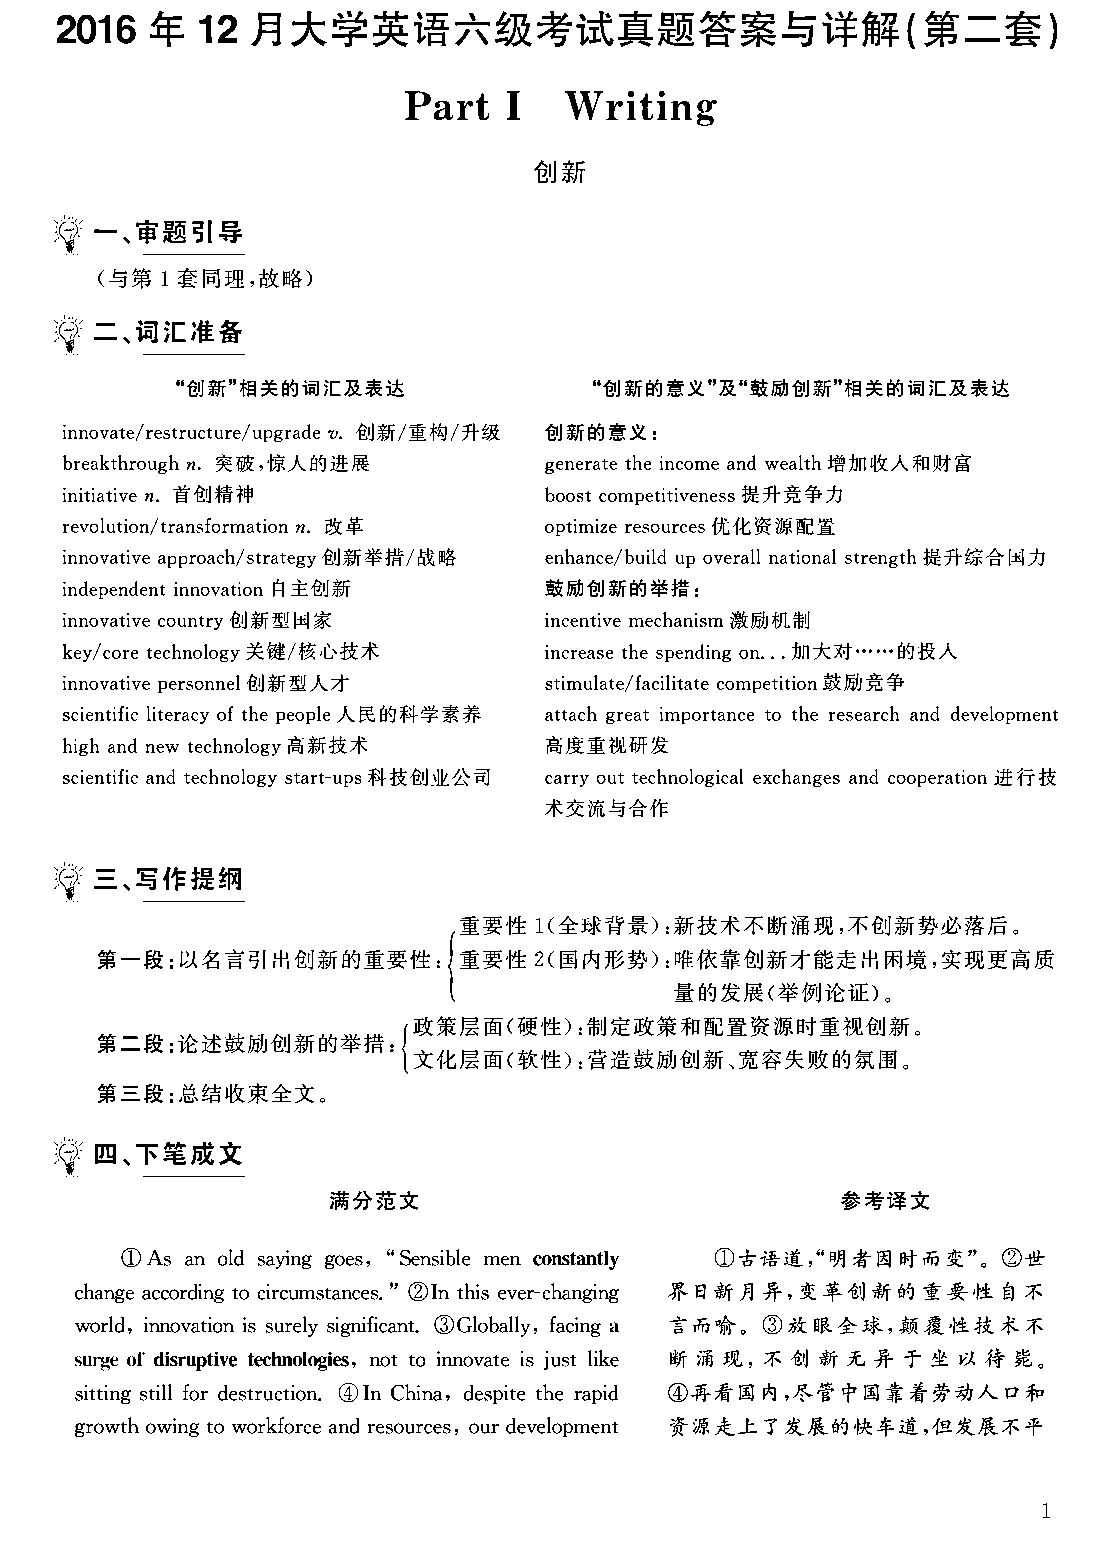 2016 年 12 月大学英语六级考试真题答案与详解(第二套)
Part I Writing
创新
一、审题引导
(与第 1 套同理,故略)
二、词汇准备
“创新”相关的词汇及表达
innovate/restructure/upgrade v. 创新/重构/升级
breakthrough n. 突破,惊人的进展
initiative n. 首创精神
revolution/transformation n. 改革
innovative approach/strategy 创新举措/战略
independent innovation 自主创新
innovative country 创新型国家
key/core technology 关键/核心技术
innovative personnel 创新型人才
scientific literacy of the people 人民的科学素养
high and new technology 高新技术
scientific and technology start-ups 科技创业公司
“创新的意义”及“鼓励创新”相关的词汇及表达
创新的意义:
generate the income and wealth 增加收入和财富
boost competitiveness 提升竞争力
optimize resources 优化资源配置
enhance/build up overall national strength 提升综合国力
鼓励创新的举措:
incentive mechanism 激励机制
increase the spending on... 加大对……的投入
stimulate/facilitate competition 鼓励竞争
attach great importance to the research and development
高度重视研发
carry out technological exchanges and cooperation 进行技
术交流与合作
三、写作提纲
第一段:以名言引出创新的重要性:
重要性 1(全球背景):新技术不断涌现,不创新势必落后。
重要性 2(国内形势):唯依靠创新才能走出困境,实现更高质
量的发展(举例论证)。
第二段:论述鼓励创新的举措:
政策层面(硬性):制定政策和配置资源时重视创新。
文化层面(软性):营造鼓励创新、宽容失败的氛围。
第三段:总结收束全文。
四、下笔成文
满分范文
①As an old saying goes, “Sensible men constantly
change according to circumstances.” ②In this ever-changing
world, innovation is surely significant. ③Globally, facing a
surge of disruptive technologies, not to innovate is just like
sitting still for destruction. ④In China, despite the rapid
growth owing to workforce and resources, our development
参考译文
①古语道,“明者因时而变”。②世
界日新月异,变革创新的重要性自不
言而喻。③放眼全球,颠覆性技术不
断涌现,不创新无异于坐以待毙。
④再看国内,尽管中国靠着劳动人口和
资源走上了发展的快车道,但发展不平
1